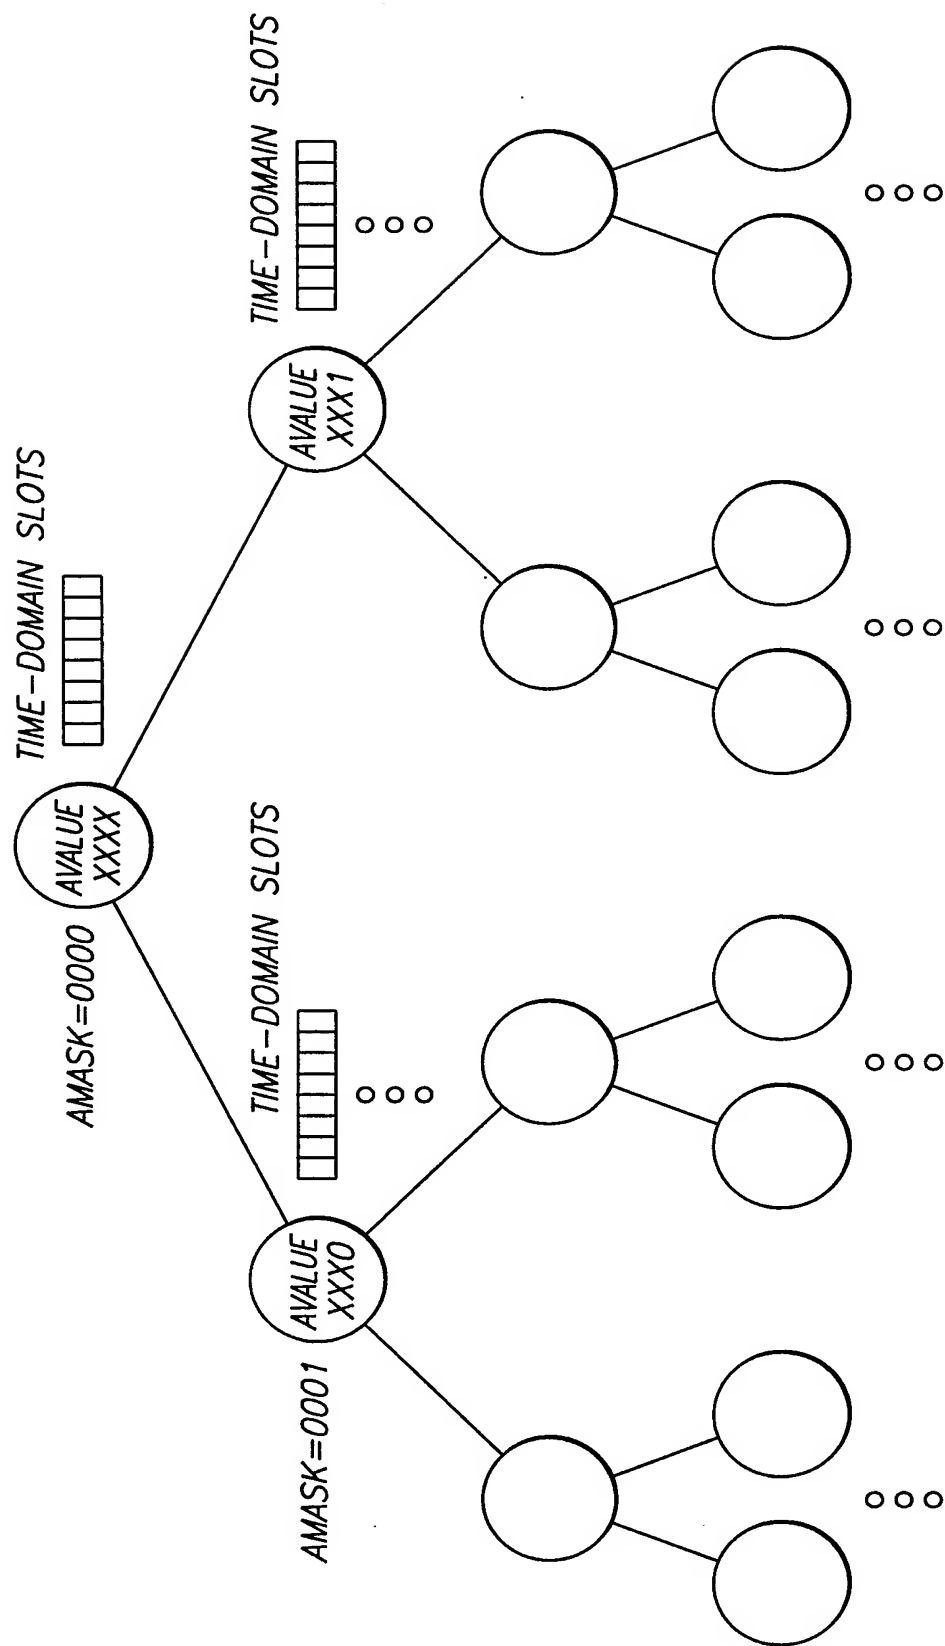 TIME-DOMAIN SLOTS
AMASK=0000
AVALUE
XXXX
TIME-DOMAIN SLOTS
TIME-DOMAIN SLOTS
AMASK=0001
AVALUE
XXX0
AVALUE
XXX1